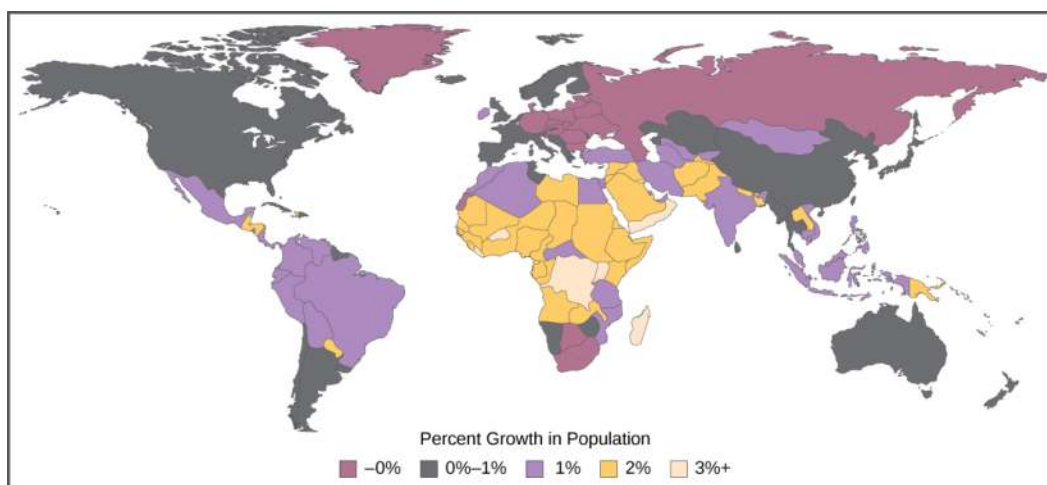 Percent Growth in Population
–0% 0%–1% 1% 2% 3%+